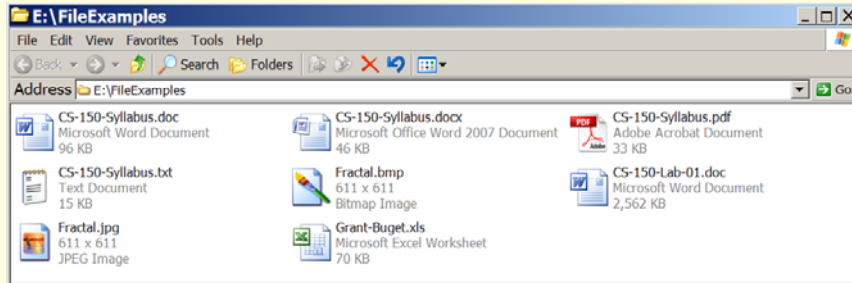 E:\FileExamples
File Edit View Favorites Tools Help
Back Search Folders
Address E:\FileExamples Go
CS-150-Syllabus.doc
Microsoft Word Document
96 KB
CS-150-Syllabus.docx
Microsoft Office Word 2007 Document
46 KB
PDF
Adobe
CS-150-Syllabus.pdf
Adobe Acrobat Document
33 KB
CS-150-Syllabus.txt
Text Document
15 KB
Fractal.bmp
611 x 611
Bitmap Image
CS-150-Lab-01.doc
Microsoft Word Document
2,562 KB
Fractal.jpg
611 x 611
JPEG Image
Grant-Buget.xls
Microsoft Excel Worksheet
70 KB